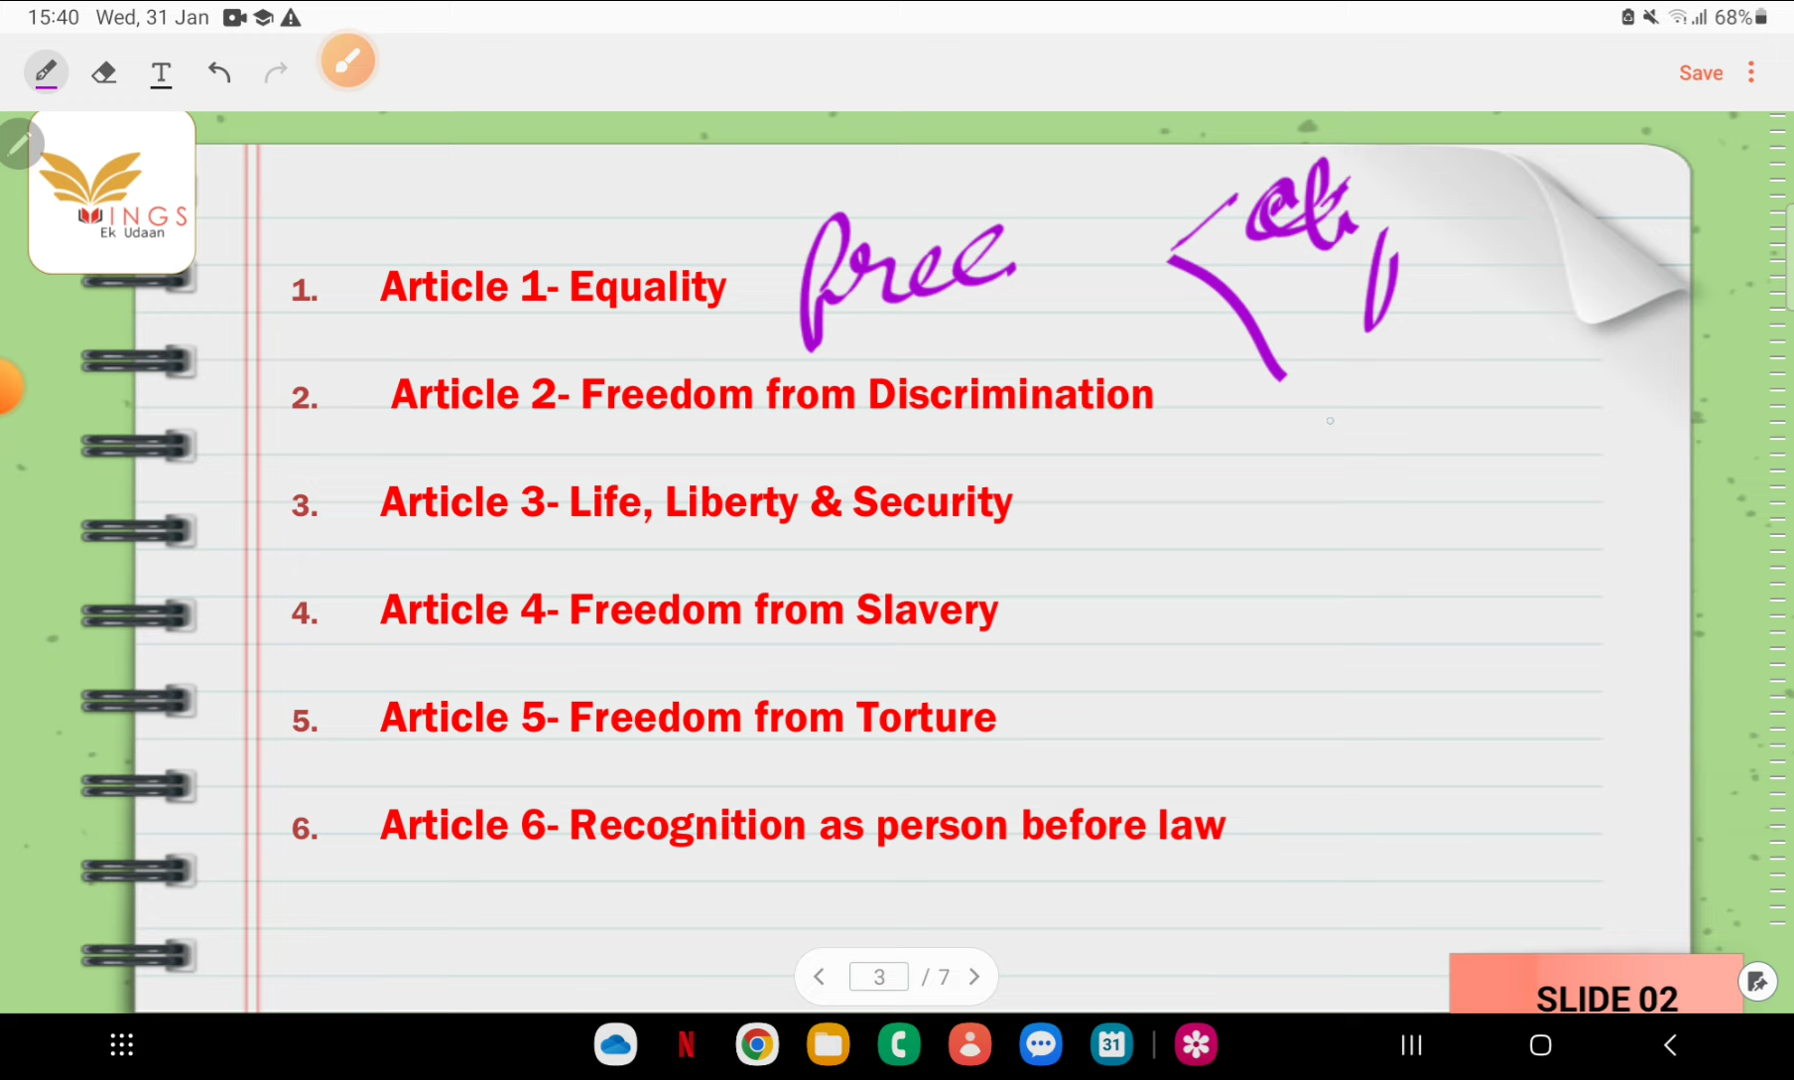 15:40 Wed, 31 Jan
68%
T
Save
WINGS
Ek Udaan
free
1. Article 1- Equality
2. Article 2- Freedom from Discrimination
3. Article 3- Life, Liberty & Security
4. Article 4- Freedom from Slavery
5. Article 5- Freedom from Torture
6. Article 6- Recognition as person before law
3 / 7
SLIDE 02
N
31